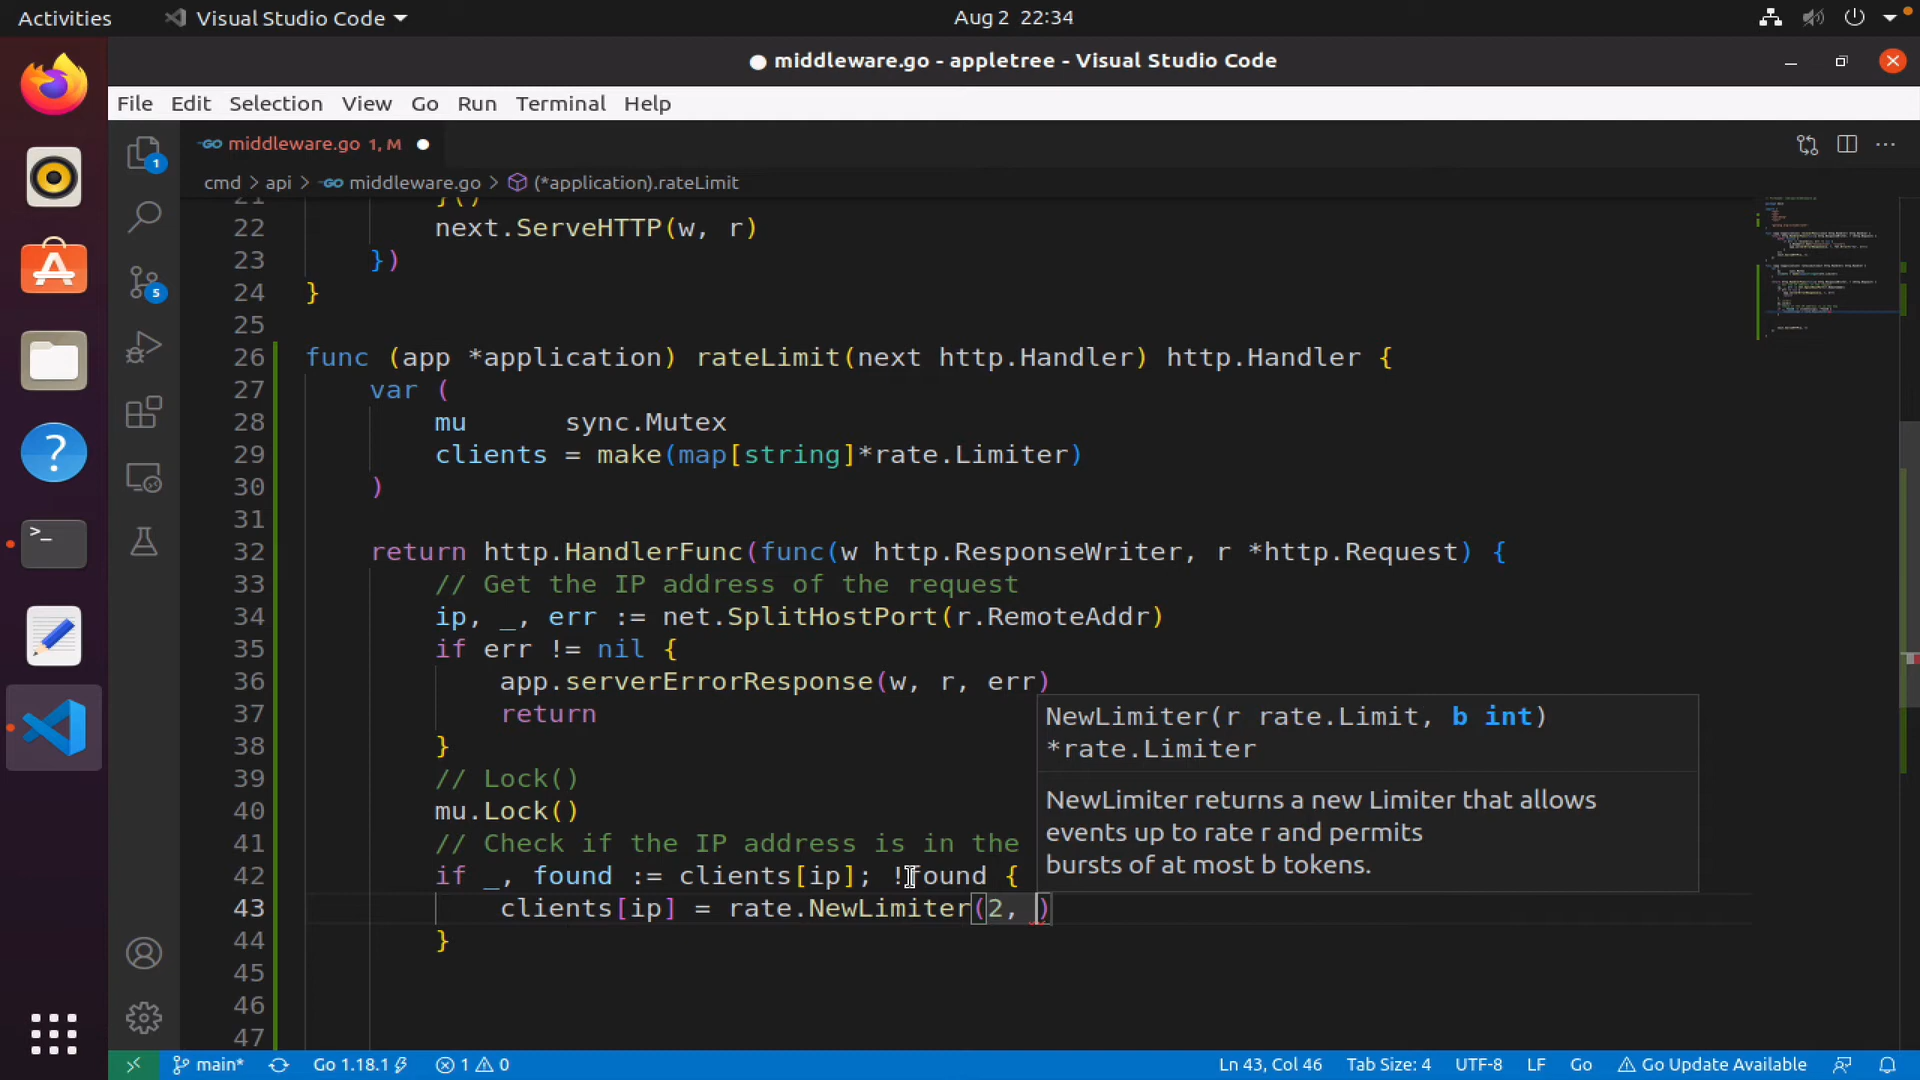 Activities
Visual Studio Code
Aug 2 22:34
● middleware.go - appletree - Visual Studio Code
File Edit Selection View Go Run Terminal Help
middleware.go 1, M
cmd > api > middleware.go > (*application).rateLimit
21 }()
22 next.ServeHTTP(w, r)
23 })
24 }
25
26 func (app *application) rateLimit(next http.Handler) http.Handler {
27 var (
28 mu sync.Mutex
29 clients = make(map[string]*rate.Limiter)
30 )
31
32 return http.HandlerFunc(func(w http.ResponseWriter, r *http.Request) {
33 // Get the IP address of the request
34 ip, _, err := net.SplitHostPort(r.RemoteAddr)
35 if err != nil {
36 app.serverErrorResponse(w, r, err)
37 return
38 }
39 // Lock()
40 mu.Lock()
41 // Check if the IP address is in the
42 if _, found := clients[ip]; !found {
43 clients[ip] = rate.NewLimiter(2, )
44 }
45
46
47
NewLimiter(r rate.Limit, b int)
*rate.Limiter
NewLimiter returns a new Limiter that allows
events up to rate r and permits
bursts of at most b tokens.
1
5
main* Go 1.18.1 1 0 Ln 43, Col 46 Tab Size: 4 UTF-8 LF Go Go Update Available